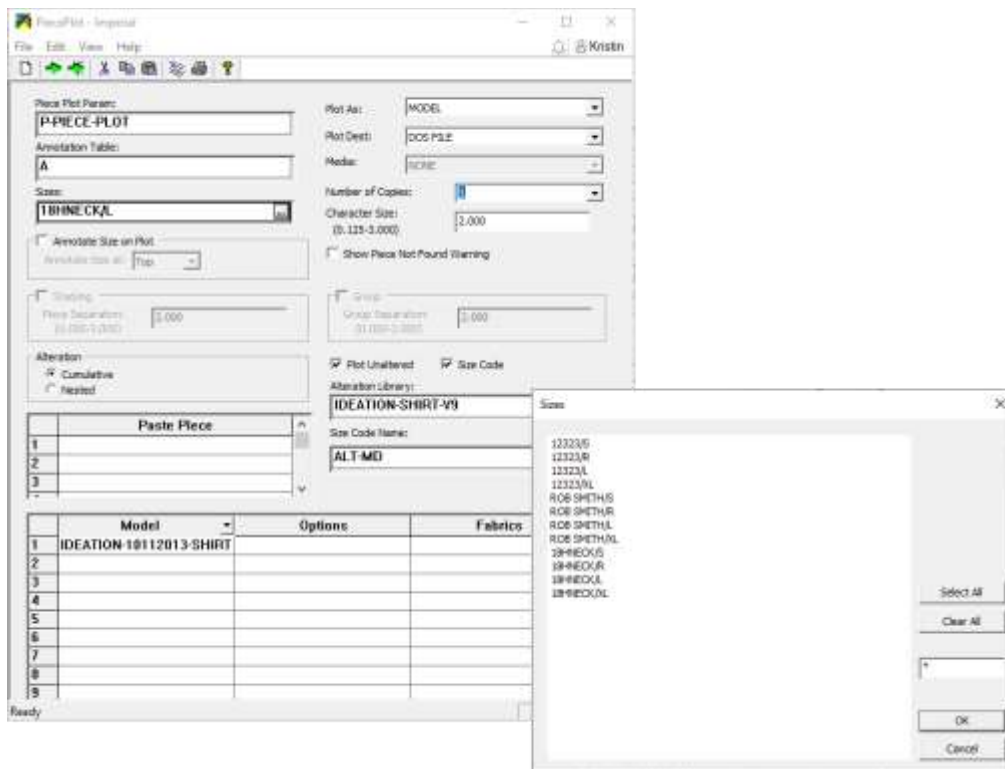 PiecePlot - Imperial
File Edit View Help
Kristin
Piece Plot Param:
P-PIECE-PLOT
Annotation Table:
A
Sizes:
18HNECK/L
Annotate Size on Plot
Annotate Size at: Top
Plot As: MODEL
Plot Dest: DOS FILE
Media: NONE
Number of Copies:
Character Size:
(0.125-3.000)
2.000
Show Piece Not Found Warning
Stacking
Piece Separation:
2.000
Group
Group Separation:
2.000
Alteration
Cumulative
Nested
Plot Unaltered Size Code
Alteration Library:
IDEATION-SHIRT-V9
Size Code Name:
ALT-MD
Paste Piece
1
2
3
Model Options Fabrics
1 IDEATION-10112013-SHIRT
2
3
4
5
6
7
8
9
Ready
Sizes
12323/S
12323/R
12323/L
12323/XL
ROB SMITH/S
ROB SMITH/R
ROB SMITH/L
ROB SMITH/XL
18HNECK/S
18HNECK/R
18HNECK/L
18HNECK/XL
Select All
Clear All
*
OK
Cancel